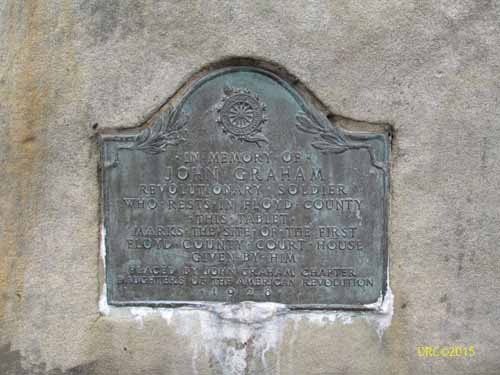 · IN · MEMORY · OF ·
JOHN GRAHAM
REVOLUTIONARY · SOLDIER
WHO · RESTS · IN · FLOYD · COUNTY
· THIS · TABLET ·
MARKS · THE · SITE · OF · THE · FIRST
FLOYD · COUNTY · COURT · HOUSE
GIVEN · BY · HIM
PLACED · BY · JOHN · GRAHAM · CHAPTER
DAUGHTERS · OF · THE · AMERICAN · REVOLUTION
· 1926 ·
DRC©2015